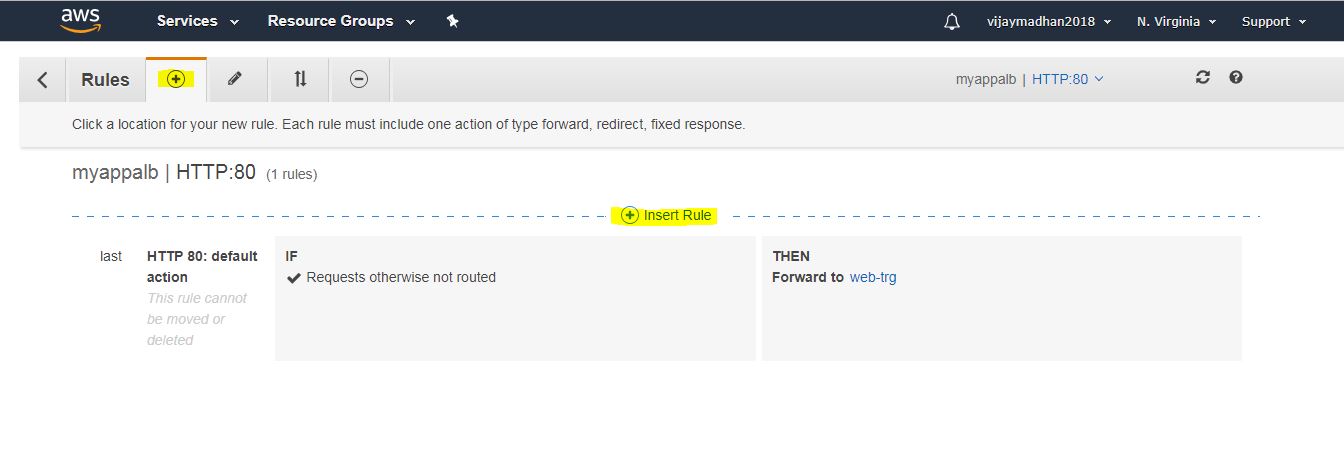 aws Services Resource Groups vijaymadhan2018 N. Virginia Support
Rules myappalb | HTTP:80
Click a location for your new rule. Each rule must include one action of type forward, redirect, fixed response.
myappalb | HTTP:80 (1 rules)
Insert Rule
last HTTP 80: default action
This rule cannot be moved or deleted
IF
Requests otherwise not routed
THEN
Forward to web-trg